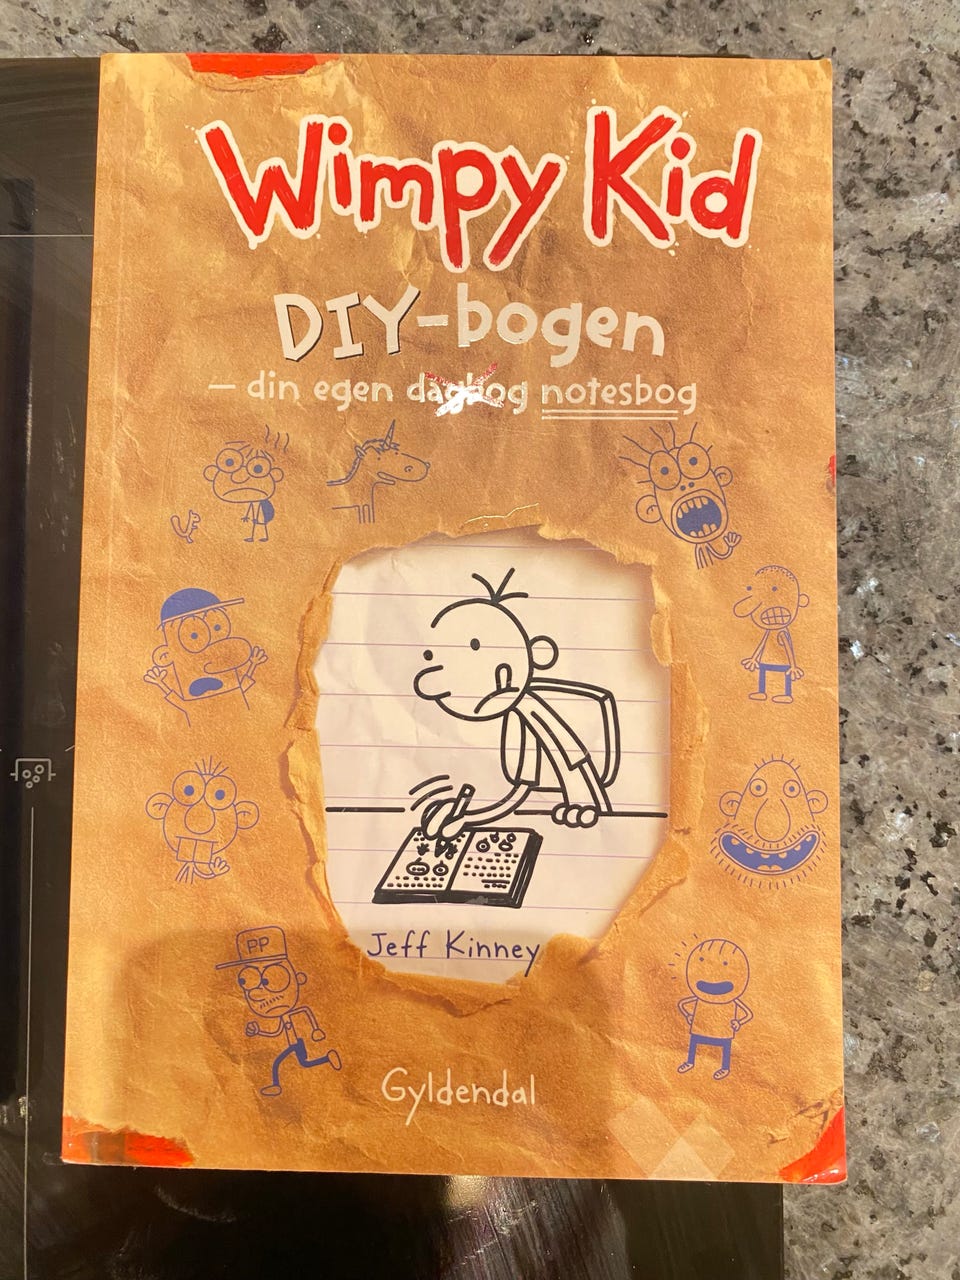 Wimpy Kid
DIY-bogen
– din egen dagbog notesbog
PP
Jeff Kinney
Gyldendal